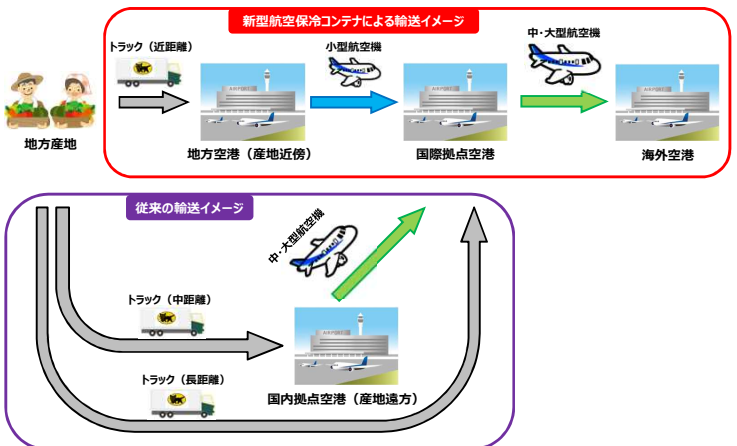 新型航空保冷コンテナによる輸送イメージ
トラック（近距離）
小型航空機
中・大型航空機
AIRPORT
AIRPORT
AIRPORT
地方産地
地方空港（産地近傍）
国際拠点空港
海外空港
従来の輸送イメージ
中・大型航空機
トラック（中距離）
AIRPORT
トラック（長距離）
国内拠点空港（産地遠方）